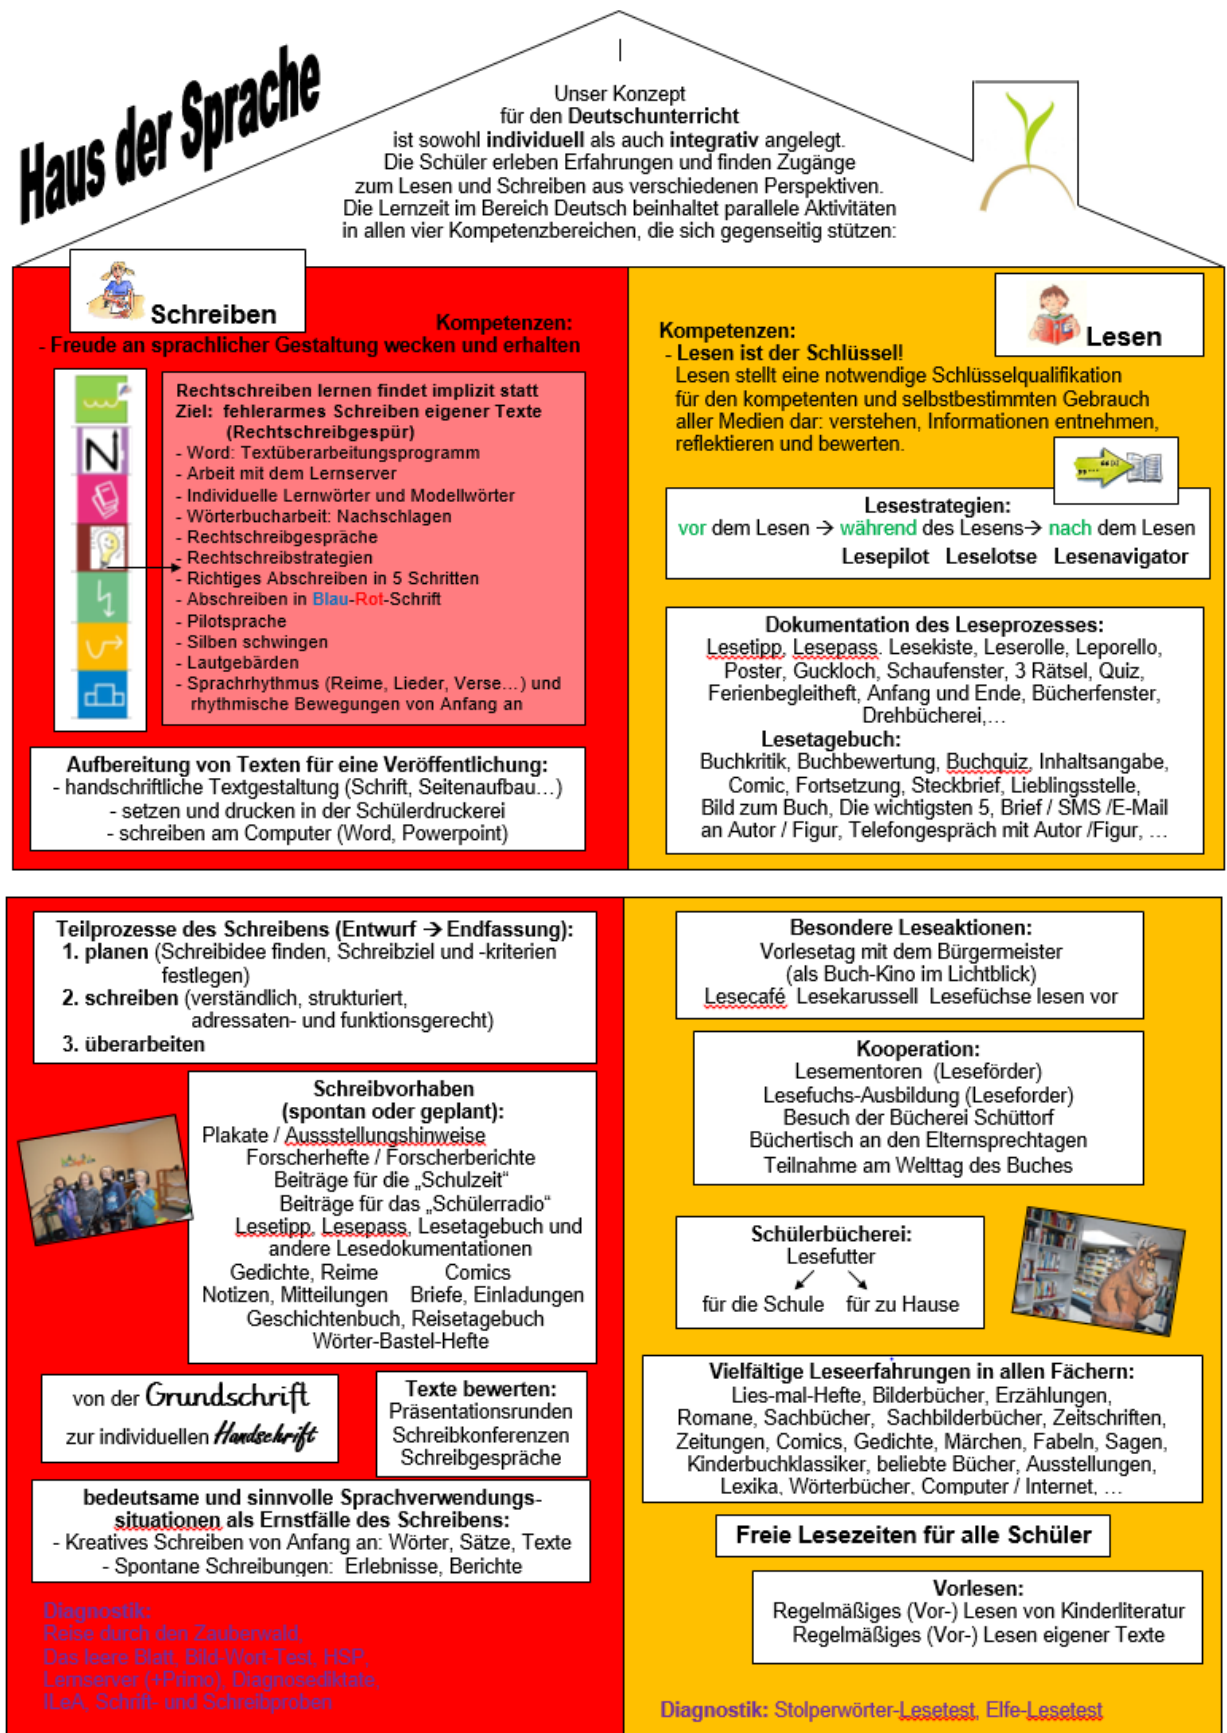 Haus der Sprache
Unser Konzept
für den Deutschunterricht
ist sowohl individuell als auch integrativ angelegt.
Die Schüler erleben Erfahrungen und finden Zugänge
zum Lesen und Schreiben aus verschiedenen Perspektiven.
Die Lernzeit im Bereich Deutsch beinhaltet parallele Aktivitäten
in allen vier Kompetenzbereichen, die sich gegenseitig stützen:
Schreiben
Kompetenzen:
- Freude an sprachlicher Gestaltung wecken und erhalten
Rechtschreiben lernen findet implizit statt
Ziel: fehlerarmes Schreiben eigener Texte
(Rechtschreibgespür)
- Word: Textüberarbeitungsprogramm
- Arbeit mit dem Lernserver
- Individuelle Lernwörter und Modellwörter
- Wörterbucharbeit: Nachschlagen
- Rechtschreibgespräche
- Rechtschreibstrategien
- Richtiges Abschreiben in 5 Schritten
- Abschreiben in Blau-Rot-Schrift
- Pilotsprache
- Silben schwingen
- Lautgebärden
- Sprachrhythmus (Reime, Lieder, Verse...) und
rhythmische Bewegungen von Anfang an
Aufbereitung von Texten für eine Veröffentlichung:
- handschriftliche Textgestaltung (Schrift, Seitenaufbau...)
- setzen und drucken in der Schülerdruckerei
- schreiben am Computer (Word, Powerpoint)
Lesen
Kompetenzen:
- Lesen ist der Schlüssel!
Lesen stellt eine notwendige Schlüsselqualifikation
für den kompetenten und selbstbestimmten Gebrauch
aller Medien dar: verstehen, Informationen entnehmen,
reflektieren und bewerten.
Lesestrategien:
vor dem Lesen → während des Lesens→ nach dem Lesen
Lesepilot Leselotse Lesenavigator
Dokumentation des Leseprozesses:
Lesetipp, Lesepass. Lesekiste, Leserolle, Leporello,
Poster, Guckloch, Schaufenster, 3 Rätsel, Quiz,
Ferienbegleitheft, Anfang und Ende, Bücherfenster,
Drehbücherei,...
Lesetagebuch:
Buchkritik, Buchbewertung, Buchquiz, Inhaltsangabe,
Comic, Fortsetzung, Steckbrief, Lieblingsstelle,
Bild zum Buch, Die wichtigsten 5, Brief / SMS /E-Mail
an Autor / Figur, Telefongespräch mit Autor /Figur, ...
Teilprozesse des Schreibens (Entwurf → Endfassung):
1. planen (Schreibidee finden, Schreibziel und -kriterien
festlegen)
2. schreiben (verständlich, strukturiert,
adressaten- und funktionsgerecht)
3. überarbeiten
Schreibvorhaben
(spontan oder geplant):
Plakate / Aussstellungshinweise
Forscherhefte / Forscherberichte
Beiträge für die „Schulzeit“
Beiträge für das „Schülerradio“
Lesetipp, Lesepass, Lesetagebuch und
andere Lesedokumentationen
Gedichte, Reime Comics
Notizen, Mitteilungen Briefe, Einladungen
Geschichtenbuch, Reisetagebuch
Wörter-Bastel-Hefte
von der Grundschrift
zur individuellen Handschrift
Texte bewerten:
Präsentationsrunden
Schreibkonferenzen
Schreibgespräche
bedeutsame und sinnvolle Sprachverwendungs-
situationen als Ernstfälle des Schreibens:
- Kreatives Schreiben von Anfang an: Wörter, Sätze, Texte
- Spontane Schreibungen: Erlebnisse, Berichte
Diagnostik:
Reise durch den Zauberwald,
Das leere Blatt, Bild-Wort-Test, HSP,
Lernserver (+Primo), Diagnosediktate,
ILeA, Schrift- und Schreibproben
Besondere Leseaktionen:
Vorlesetag mit dem Bürgermeister
(als Buch-Kino im Lichtblick)
Lesecafé Lesekarussell Lesefüchse lesen vor
Kooperation:
Lesementoren (Leseförder)
Lesefuchs-Ausbildung (Leseforder)
Besuch der Bücherei Schüttorf
Büchertisch an den Elternsprechtagen
Teilnahme am Welttag des Buches
Schülerbücherei:
Lesefutter
für die Schule für zu Hause
Vielfältige Leseerfahrungen in allen Fächern:
Lies-mal-Hefte, Bilderbücher, Erzählungen,
Romane, Sachbücher, Sachbilderbücher, Zeitschriften,
Zeitungen, Comics, Gedichte, Märchen, Fabeln, Sagen,
Kinderbuchklassiker, beliebte Bücher, Ausstellungen,
Lexika, Wörterbücher, Computer / Internet, ...
Freie Lesezeiten für alle Schüler
Vorlesen:
Regelmäßiges (Vor-) Lesen von Kinderliteratur
Regelmäßiges (Vor-) Lesen eigener Texte
Diagnostik: Stolperwörter-Lesetest, Elfe-Lesetest